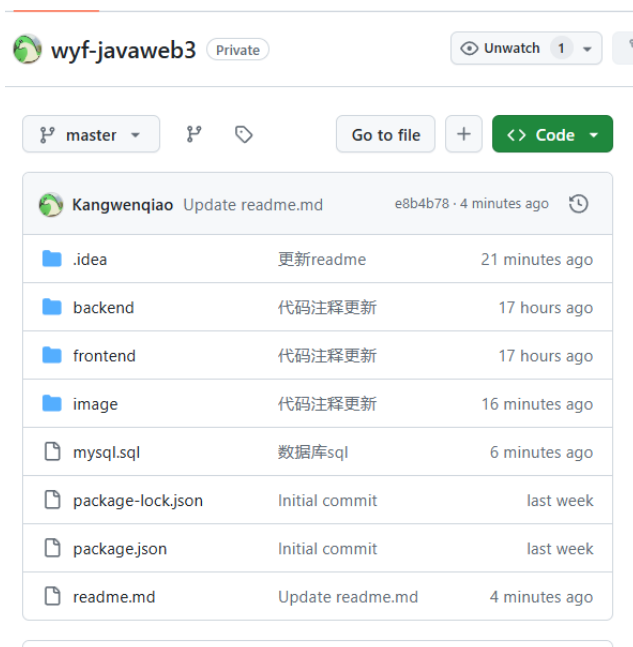 wyf-javaweb3 Private Unwatch 1
master Go to file Code
Kangwenqiao Update readme.md e8b4b78 · 4 minutes ago
.idea 更新readme 21 minutes ago
backend 代码注释更新 17 hours ago
frontend 代码注释更新 17 hours ago
image 代码注释更新 16 minutes ago
mysql.sql 数据库sql 6 minutes ago
package-lock.json Initial commit last week
package.json Initial commit last week
readme.md Update readme.md 4 minutes ago